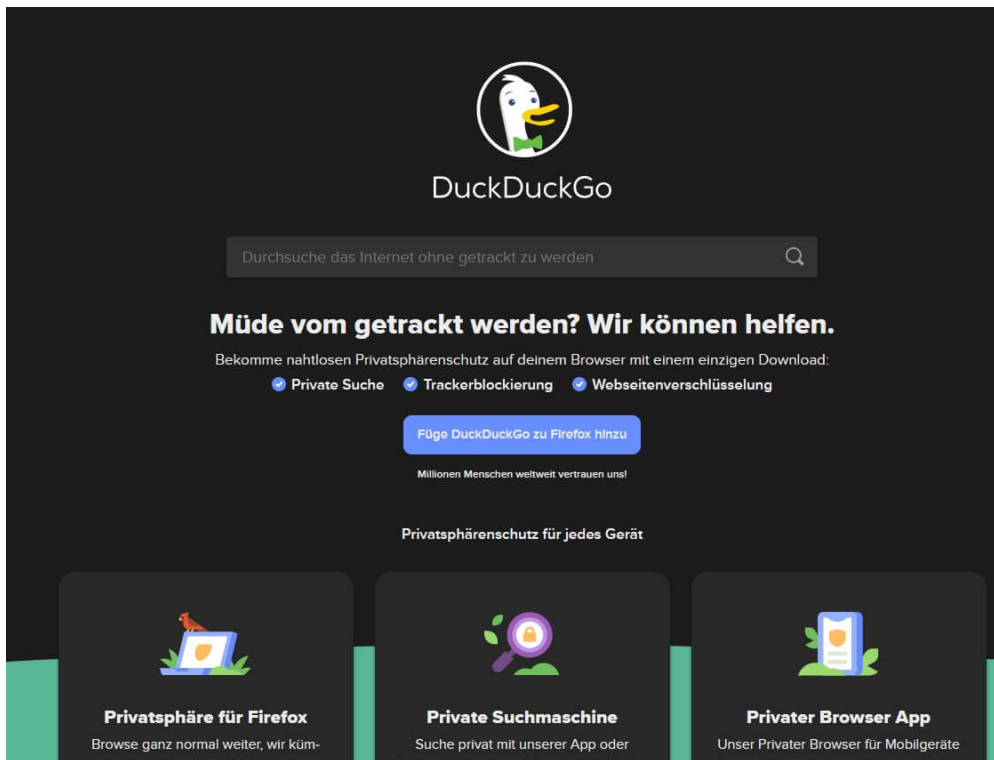 DuckDuckGo
Durchsuche das Internet ohne getrackt zu werden
Müde vom getrackt werden? Wir können helfen.
Bekomme nahtlosen Privatsphärenschutz auf deinem Browser mit einem einzigen Download:
Private Suche Trackerblockierung Webseitenverschlüsselung
Füge DuckDuckGo zu Firefox hinzu
Millionen Menschen weltweit vertrauen uns!
Privatsphärenschutz für jedes Gerät
Privatsphäre für Firefox
Browse ganz normal weiter, wir küm-
Private Suchmaschine
Suche privat mit unserer App oder
Privater Browser App
Unser Privater Browser für Mobilgeräte